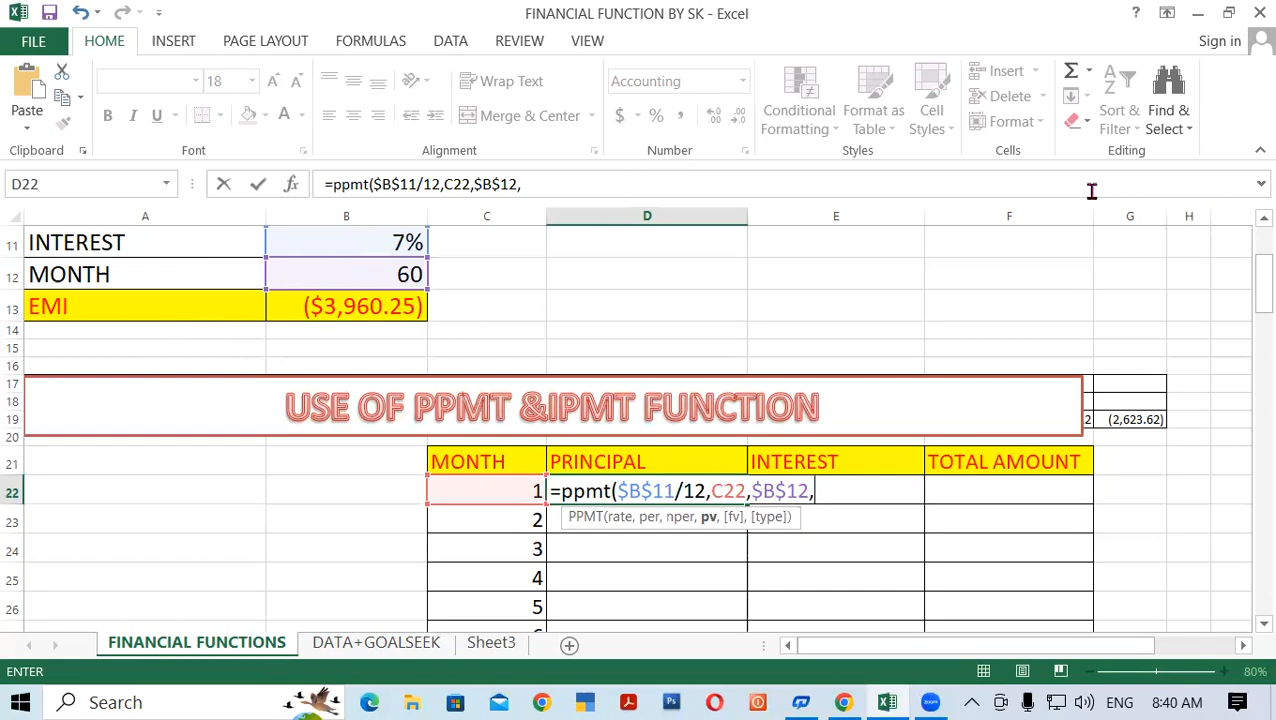 FINANCIAL FUNCTION BY SK - Excel
?
FILE HOME INSERT PAGE LAYOUT FORMULAS DATA REVIEW VIEW Sign in
Paste
18
B I U
A A A
Wrap Text
Merge & Center
Accounting
$ % ,
Conditional Formatting
Format as Table
Cell Styles
Insert
Delete
Format
Sort & Filter
Find & Select
Clipboard Font Alignment Number Styles Cells Editing
D22 fx =ppmt($B$11/12,C22,$B$12,
A B C D E F G H
11 INTEREST 7%
12 MONTH 60
13 EMI ($3,960.25)
14
15
16
17
18 USE OF PPMT &IPMT FUNCTION
19 2 (2,623.62)
20
21 MONTH PRINCIPAL INTEREST TOTAL AMOUNT
22 1 =ppmt($B$11/12,C22,$B$12,
PPMT(rate, per, nper, pv, [fv], [type])
23 2
24 3
25 4
26 5
FINANCIAL FUNCTIONS DATA+GOALSEEK Sheet3
ENTER 80%
Search ENG 8:40 AM